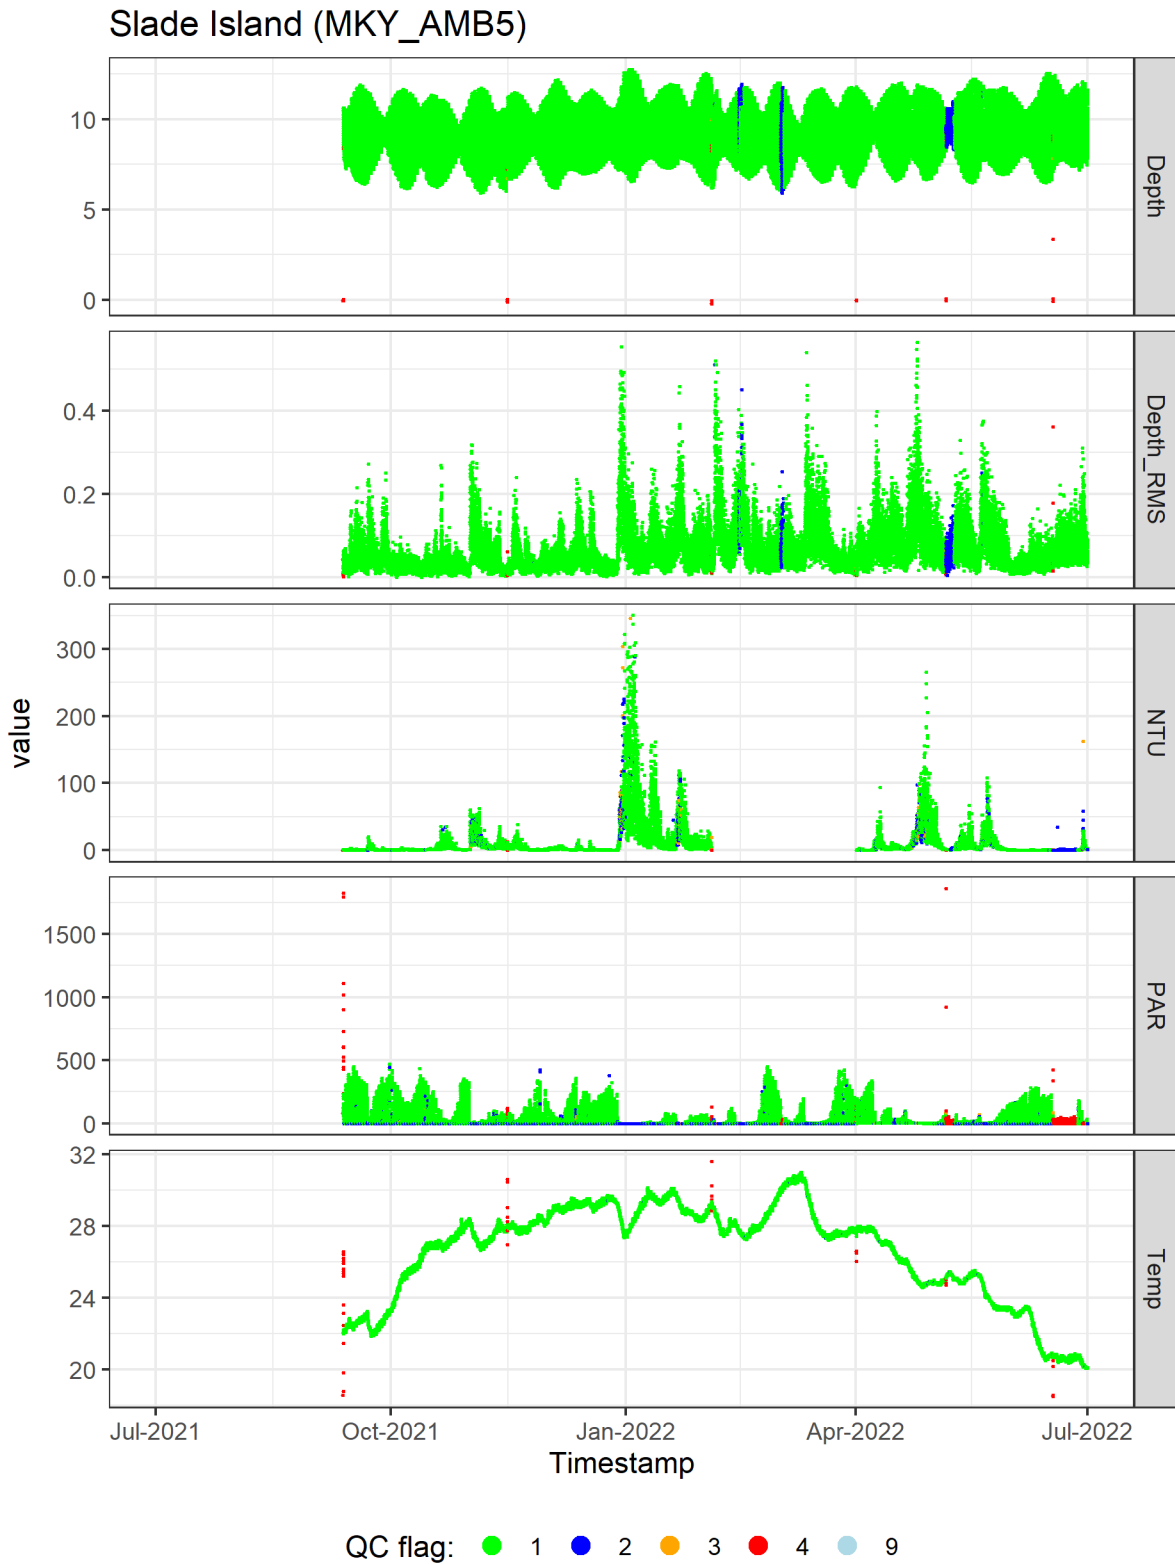 Slade Island (MKY_AMB5)
10
5
0
Depth
0.4
0.2
0.0
Depth_RMS
300
200
100
0
NTU
value
1500
1000
500
0
PAR
32
28
24
20
Temp
Jul-2021 Oct-2021 Jan-2022 Apr-2022 Jul-2022
Timestamp
QC flag: 1 2 3 4 9